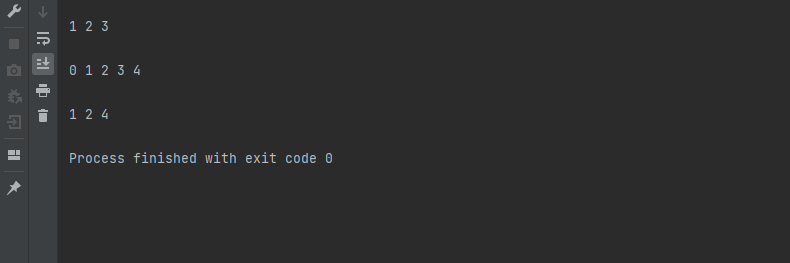 1 2 3
0 1 2 3 4
1 2 4
Process finished with exit code 0